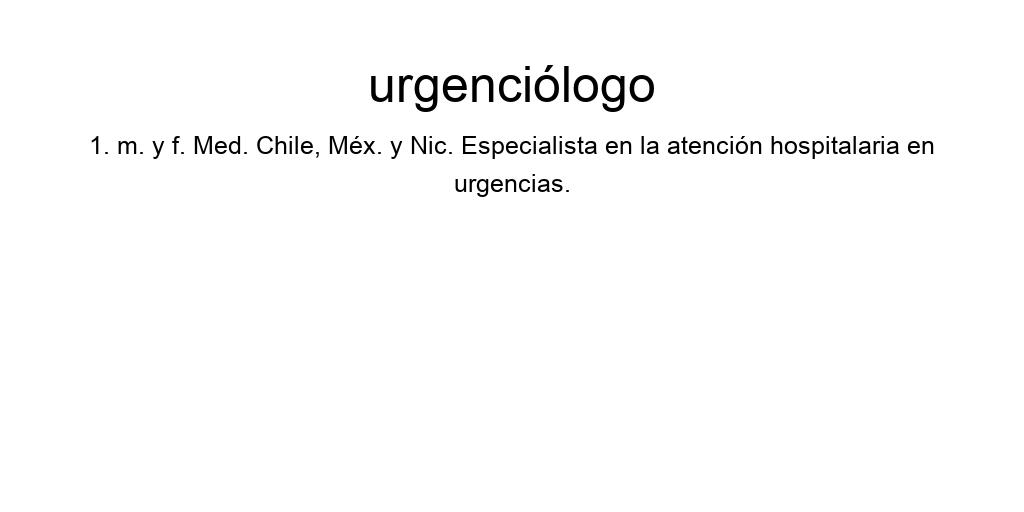 urgenciólogo
1. m. y f. Med. Chile, Méx. y Nic. Especialista en la atención hospitalaria en
urgencias.